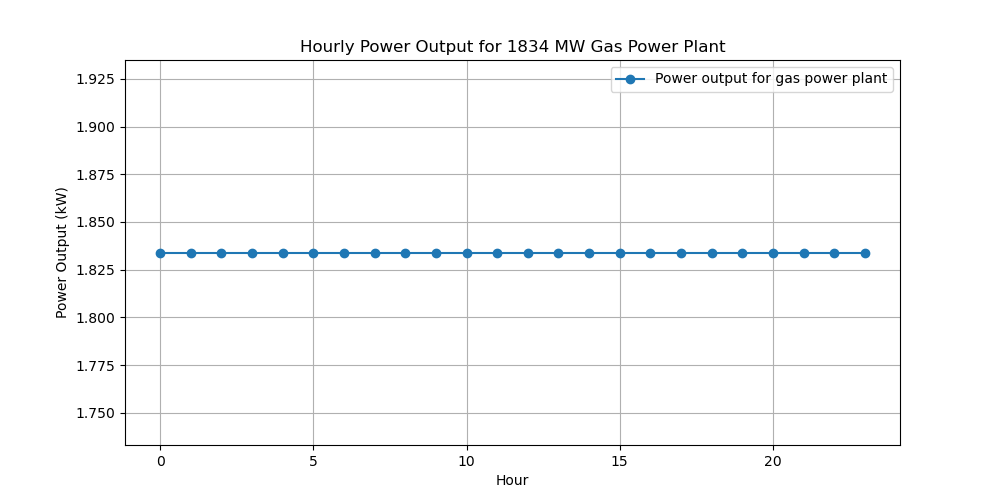 Hourly Power Output for 1834 MW Gas Power Plant
Power output for gas power plant
1.925
1.900
1.875
1.850
1.825
1.800
1.775
1.750
Power Output (kW)
0 5 10 15 20
Hour